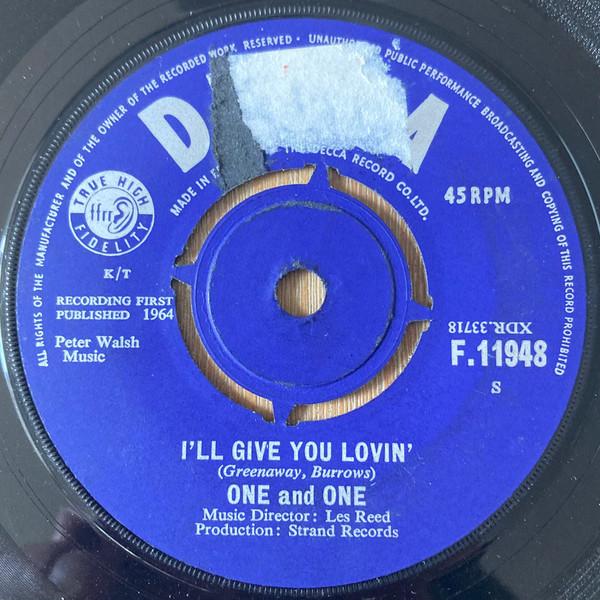 ALL RIGHTS OF THE MANUFACTURER AND OF THE OWNER OF THE RECORDED WORK RESERVED · UNAUTHORISED PUBLIC PERFORMANCE BROADCASTING AND COPYING OF THIS RECORD PROHIBITED
D A
MADE IN THE DECCA RECORD CO. LTD.
45 RPM
TRUE HIGH
ffrr
FIDELITY
K/T
RECORDING FIRST
PUBLISHED 1964
Peter Walsh
Music
XDR.33718
F.11948
S
I'LL GIVE YOU LOVIN'
(Greenaway, Burrows)
ONE and ONE
Music Director: Les Reed
Production: Strand Records